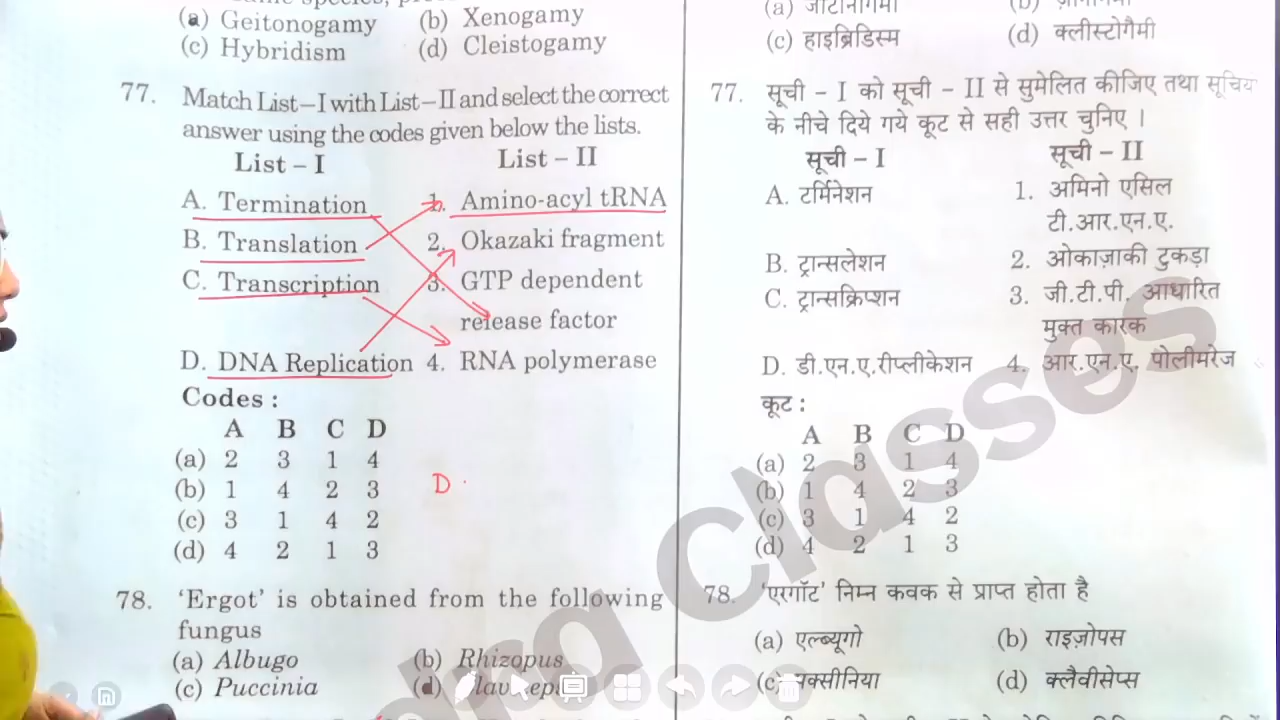 (a) Geitonogamy (b) Xenogamy
(c) Hybridism (d) Cleistogamy
77. Match List–I with List–II and select the correct
answer using the codes given below the lists.
List – I List – II
A. Termination 1. Amino-acyl tRNA
B. Translation 2. Okazaki fragment
C. Transcription 3. GTP dependent
release factor
D. DNA Replication 4. RNA polymerase
Codes :
A B C D
(a) 2 3 1 4
(b) 1 4 2 3
(c) 3 1 4 2
(d) 4 2 1 3
D.
78. ‘Ergot’ is obtained from the following
fungus
(a) Albugo (b) Rhizopus
(c) Puccinia (d)
(a) जीटोनोगैमी (b)
(c) हाइब्रिडिस्म (d) क्लीस्टोगैमी
77. सूची – I को सूची – II से सुमेलित कीजिए तथा
के नीचे दिये गये कूट से सही उत्तर चुनिए ।
सूची – I सूची – II
A. टर्मिनेशन 1. अमिनो एसिल
टी.आर.एन.ए.
B. ट्रान्सलेशन 2. ओकाज़ाकी टुकड़ा
C. ट्रान्सक्रिप्शन 3. जी.टी.पी. आधारित
मुक्त कारक
D. डी.एन.ए.रीप्लीकेशन 4. आर.एन.ए. पोलीमरेज
कूट :
A B C D
(a) 2 3 1 4
(b) 1 4 2 3
(c) 3 1 4 2
(d) 4 2 1 3
78. ‘एरगॉट’ निम्न कवक से प्राप्त होता है
(a) एल्ब्यूगो (b) राइज़ोपस
(c) पक्सीनिया (d) क्लैवीसेप्स
Classes